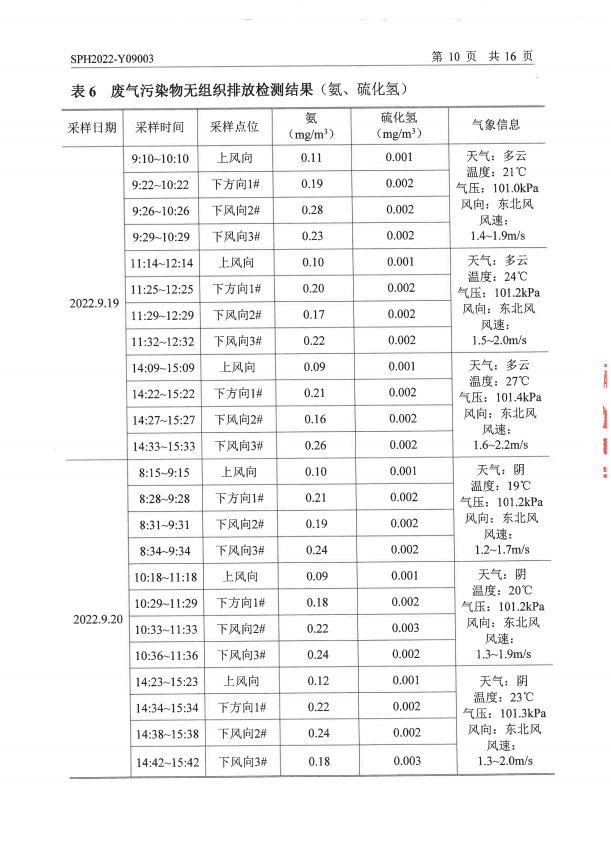 SPH2022-Y09003 第 10 页 共 16 页
表 6 废气污染物无组织排放检测结果（氨、硫化氢）
采样日期 采样时间 采样点位 氨（mg/m³） 硫化氢（mg/m³） 气象信息
2022.9.19
9:10~10:10 上风向 0.11 0.001
9:22~10:22 下方向1# 0.19 0.002
9:26~10:26 下风向2# 0.28 0.002
9:29~10:29 下风向3# 0.23 0.002
天气：多云
温度：21℃
气压：101.0kPa
风向：东北风
风速：
1.4~1.9m/s
11:14~12:14 上风向 0.10 0.001
11:25~12:25 下方向1# 0.20 0.002
11:29~12:29 下风向2# 0.17 0.002
11:32~12:32 下风向3# 0.22 0.002
天气：多云
温度：24℃
气压：101.2kPa
风向：东北风
风速：
1.5~2.0m/s
14:09~15:09 上风向 0.09 0.001
14:22~15:22 下方向1# 0.21 0.002
14:27~15:27 下风向2# 0.16 0.002
14:33~15:33 下风向3# 0.26 0.002
天气：多云
温度：27℃
气压：101.4kPa
风向：东北风
风速：
1.6~2.2m/s
2022.9.20
8:15~9:15 上风向 0.10 0.001
8:28~9:28 下方向1# 0.21 0.002
8:31~9:31 下风向2# 0.19 0.002
8:34~9:34 下风向3# 0.24 0.002
天气：阴
温度：19℃
气压：101.2kPa
风向：东北风
风速：
1.2~1.7m/s
10:18~11:18 上风向 0.09 0.001
10:29~11:29 下方向1# 0.18 0.002
10:33~11:33 下风向2# 0.22 0.003
10:36~11:36 下风向3# 0.24 0.002
天气：阴
温度：20℃
气压：101.2kPa
风向：东北风
风速：
1.3~1.9m/s
14:23~15:23 上风向 0.12 0.001
14:34~15:34 下方向1# 0.22 0.002
14:38~15:38 下风向2# 0.24 0.002
14:42~15:42 下风向3# 0.18 0.003
天气：阴
温度：23℃
气压：101.3kPa
风向：东北风
风速：
1.3~2.0m/s